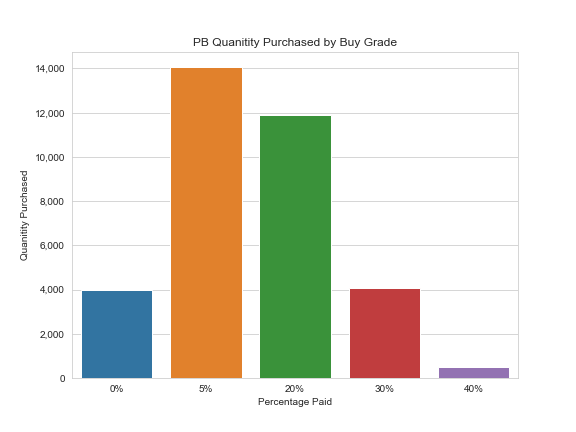 PB Quanitity Purchased by Buy Grade
14,000
12,000
10,000
8,000
6,000
4,000
2,000
0
Quanitity Purchased
0% 5% 20% 30% 40%
Percentage Paid